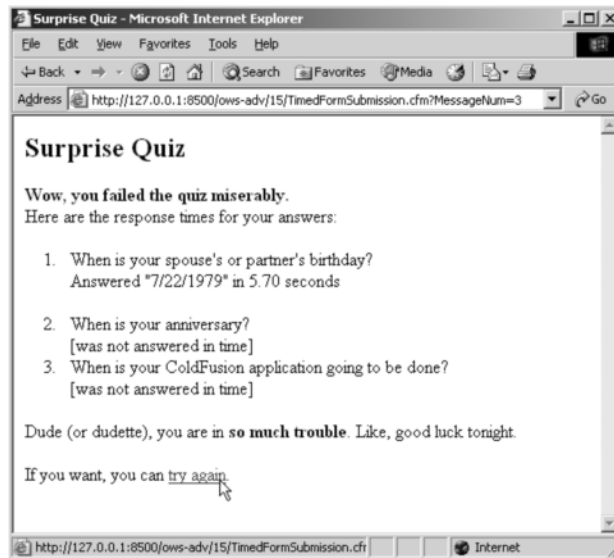 Surprise Quiz - Microsoft Internet Explorer
File Edit View Favorites Tools Help
Back Search Favorites Media
Address http://127.0.0.1:8500/ows-adv/15/TimedFormSubmission.cfm?MessageNum=3 Go
Surprise Quiz
Wow, you failed the quiz miserably.
Here are the response times for your answers:
1. When is your spouse's or partner's birthday?
Answered "7/22/1979" in 5.70 seconds
2. When is your anniversary?
[was not answered in time]
3. When is your ColdFusion application going to be done?
[was not answered in time]
Dude (or dudette), you are in so much trouble. Like, good luck tonight.
If you want, you can try again.
http://127.0.0.1:8500/ows-adv/15/TimedFormSubmission.cfr Internet